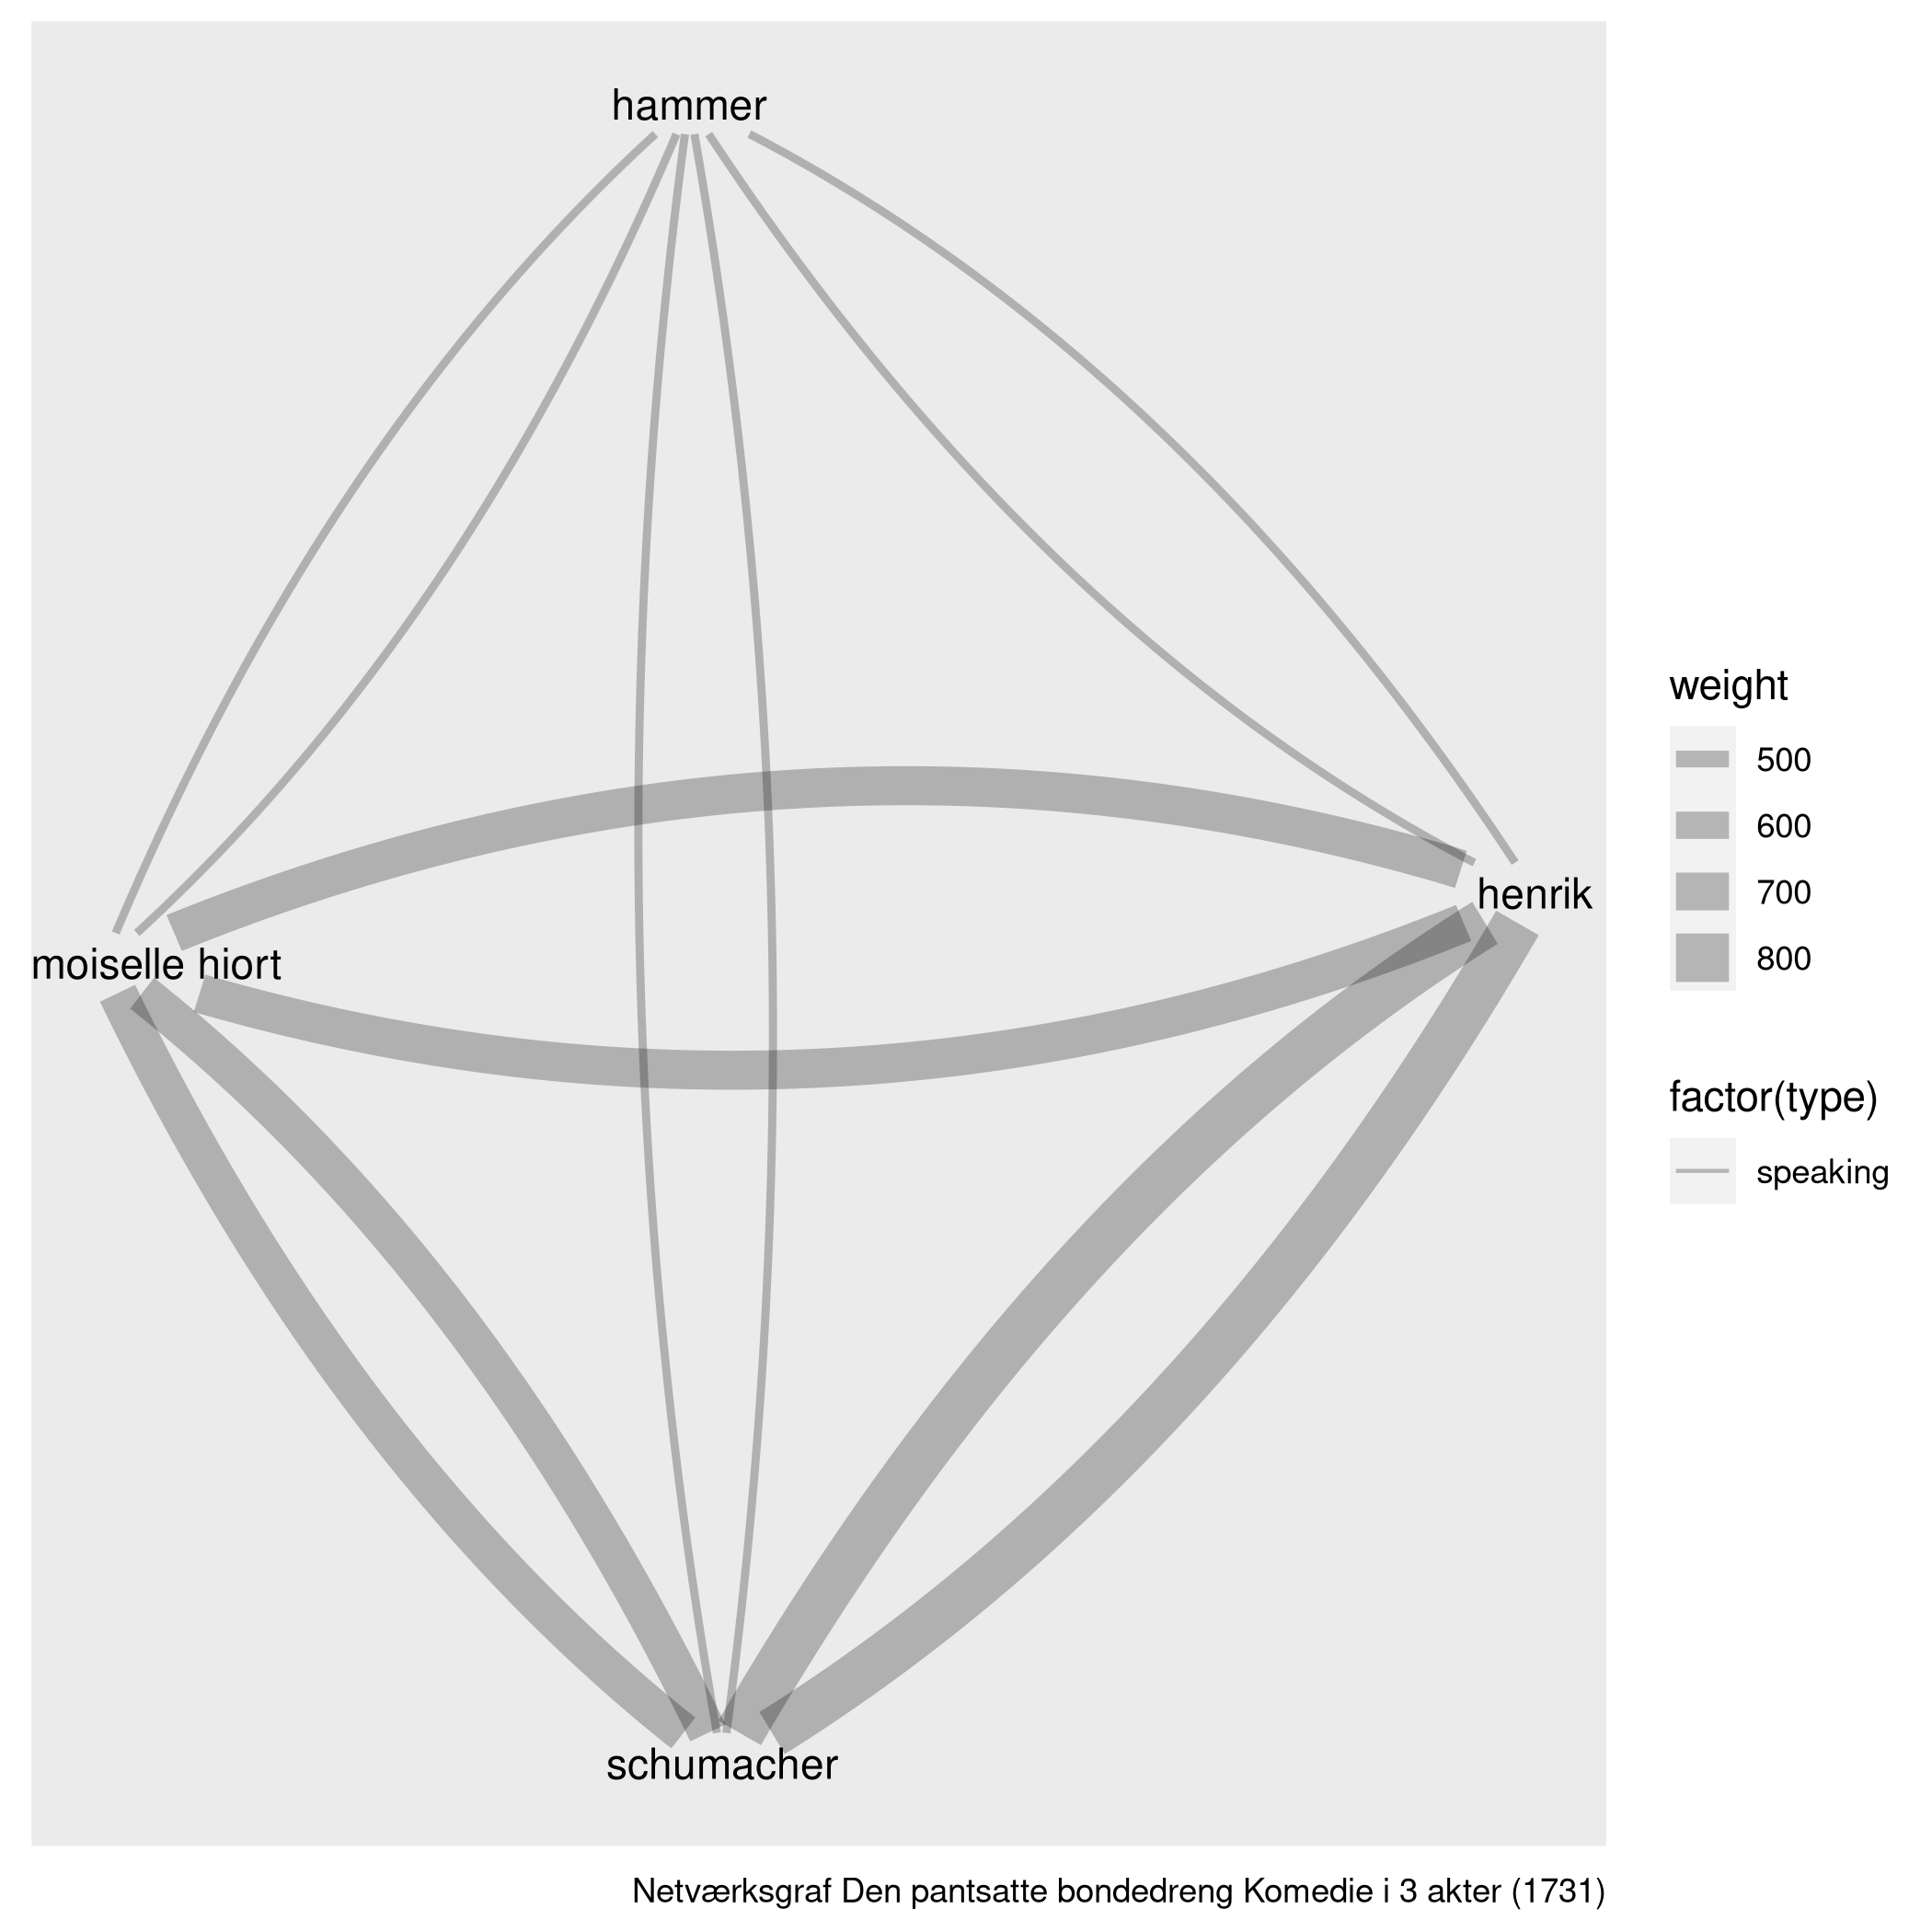 hammer
henrik
moiselle hiort
schumacher
weight
500
600
700
800
factor(type)
speaking
Netværksgraf Den pantsatte bondedreng Komedie i 3 akter (1731)